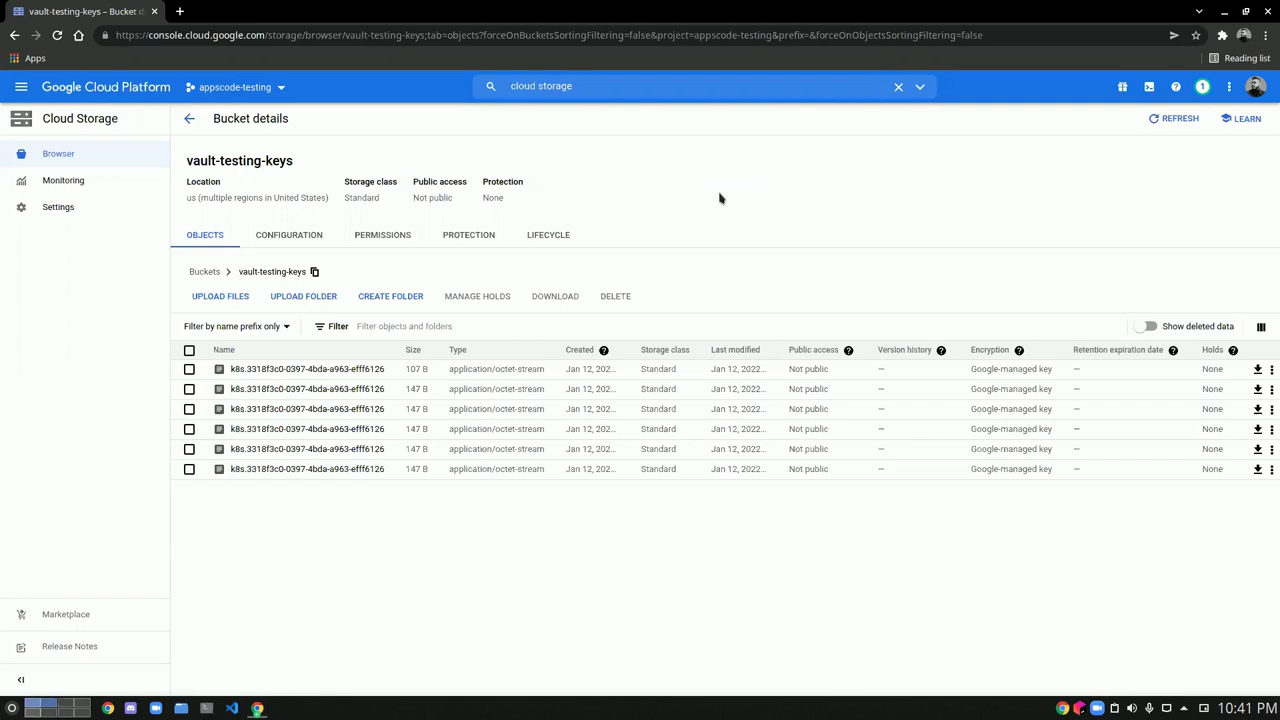 vault-testing-keys – Bucket d
https://console.cloud.google.com/storage/browser/vault-testing-keys;tab=objects?forceOnBucketsSortingFiltering=false&project=appscode-testing&prefix=&forceOnObjectsSortingFiltering=false
Apps
Reading list
Google Cloud Platform
appscode-testing
cloud storage
1
Cloud Storage
Bucket details
REFRESH
LEARN
Browser
Monitoring
Settings
vault-testing-keys
Location Storage class Public access Protection
us (multiple regions in United States) Standard Not public None
OBJECTS CONFIGURATION PERMISSIONS PROTECTION LIFECYCLE
Buckets > vault-testing-keys
UPLOAD FILES UPLOAD FOLDER CREATE FOLDER MANAGE HOLDS DOWNLOAD DELETE
Filter by name prefix only Filter Filter objects and folders Show deleted data
Name Size Type Created Storage class Last modified Public access Version history Encryption Retention expiration date Holds
k8s.3318f3c0-0397-4bda-a963-efff6126 107 B application/octet-stream Jan 12, 202... Standard Jan 12, 2022... Not public — Google-managed key — None
k8s.3318f3c0-0397-4bda-a963-efff6126 147 B application/octet-stream Jan 12, 202... Standard Jan 12, 2022... Not public — Google-managed key — None
k8s.3318f3c0-0397-4bda-a963-efff6126 147 B application/octet-stream Jan 12, 202... Standard Jan 12, 2022... Not public — Google-managed key — None
k8s.3318f3c0-0397-4bda-a963-efff6126 147 B application/octet-stream Jan 12, 202... Standard Jan 12, 2022... Not public — Google-managed key — None
k8s.3318f3c0-0397-4bda-a963-efff6126 147 B application/octet-stream Jan 12, 202... Standard Jan 12, 2022... Not public — Google-managed key — None
k8s.3318f3c0-0397-4bda-a963-efff6126 147 B application/octet-stream Jan 12, 202... Standard Jan 12, 2022... Not public — Google-managed key — None
Marketplace
Release Notes
10:41 PM